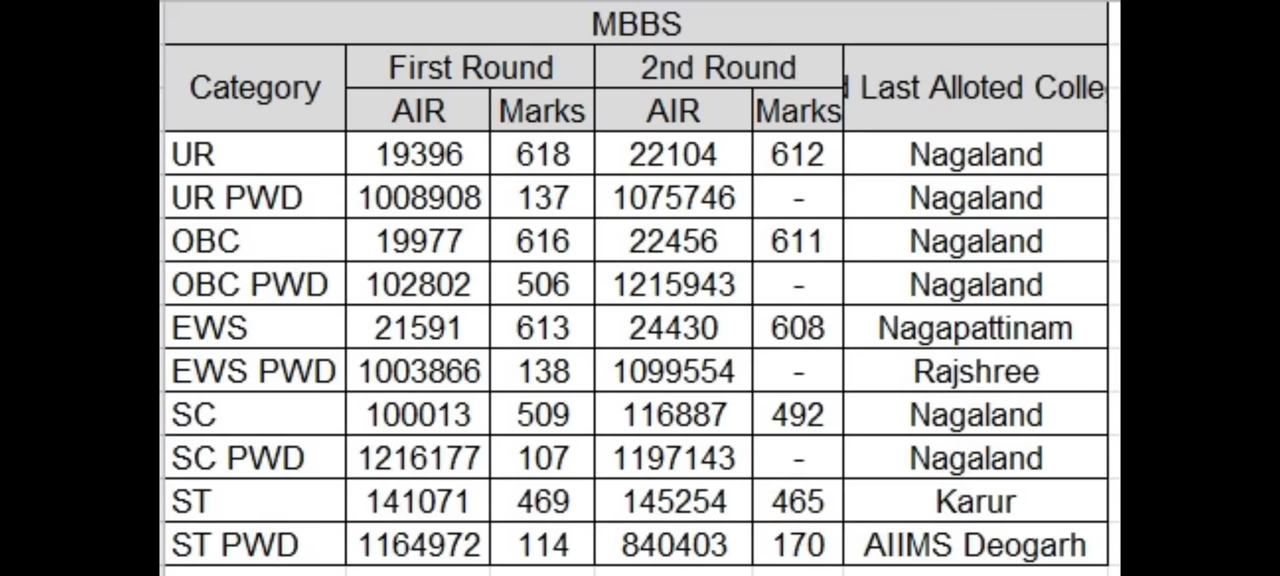 MBBS
Category First Round 2nd Round Last Alloted Colle
AIR Marks AIR Marks
UR 19396 618 22104 612 Nagaland
UR PWD 1008908 137 1075746 - Nagaland
OBC 19977 616 22456 611 Nagaland
OBC PWD 102802 506 1215943 - Nagaland
EWS 21591 613 24430 608 Nagapattinam
EWS PWD 1003866 138 1099554 - Rajshree
SC 100013 509 116887 492 Nagaland
SC PWD 1216177 107 1197143 - Nagaland
ST 141071 469 145254 465 Karur
ST PWD 1164972 114 840403 170 AIIMS Deogarh